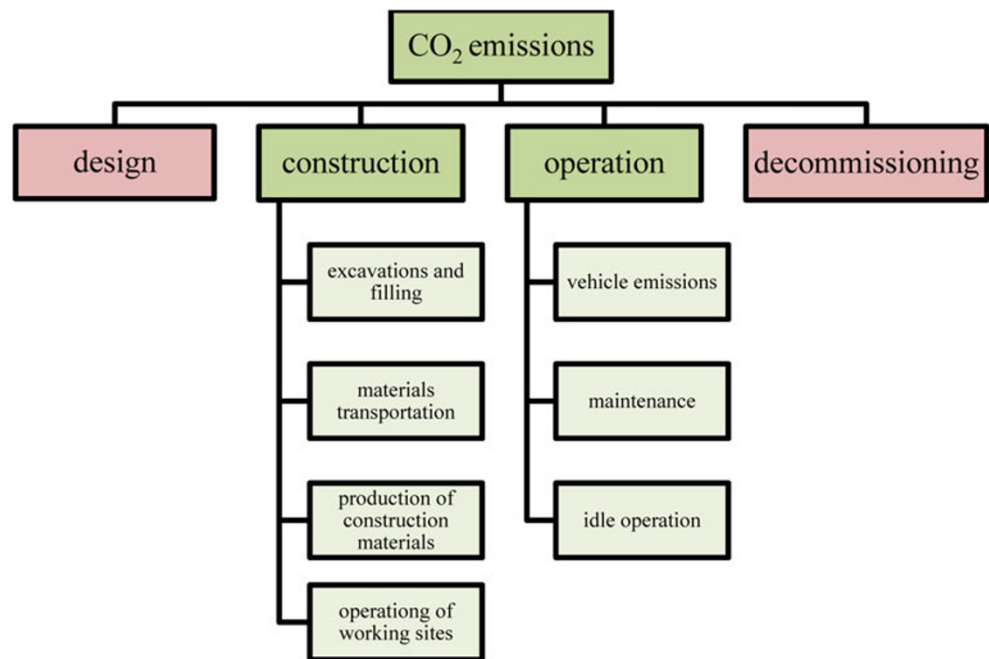 CO₂ emissions
design
construction
operation
decommissioning
excavations and
filling
materials
transportation
production of
construction
materials
operationg of
working sites
vehicle emissions
maintenance
idle operation